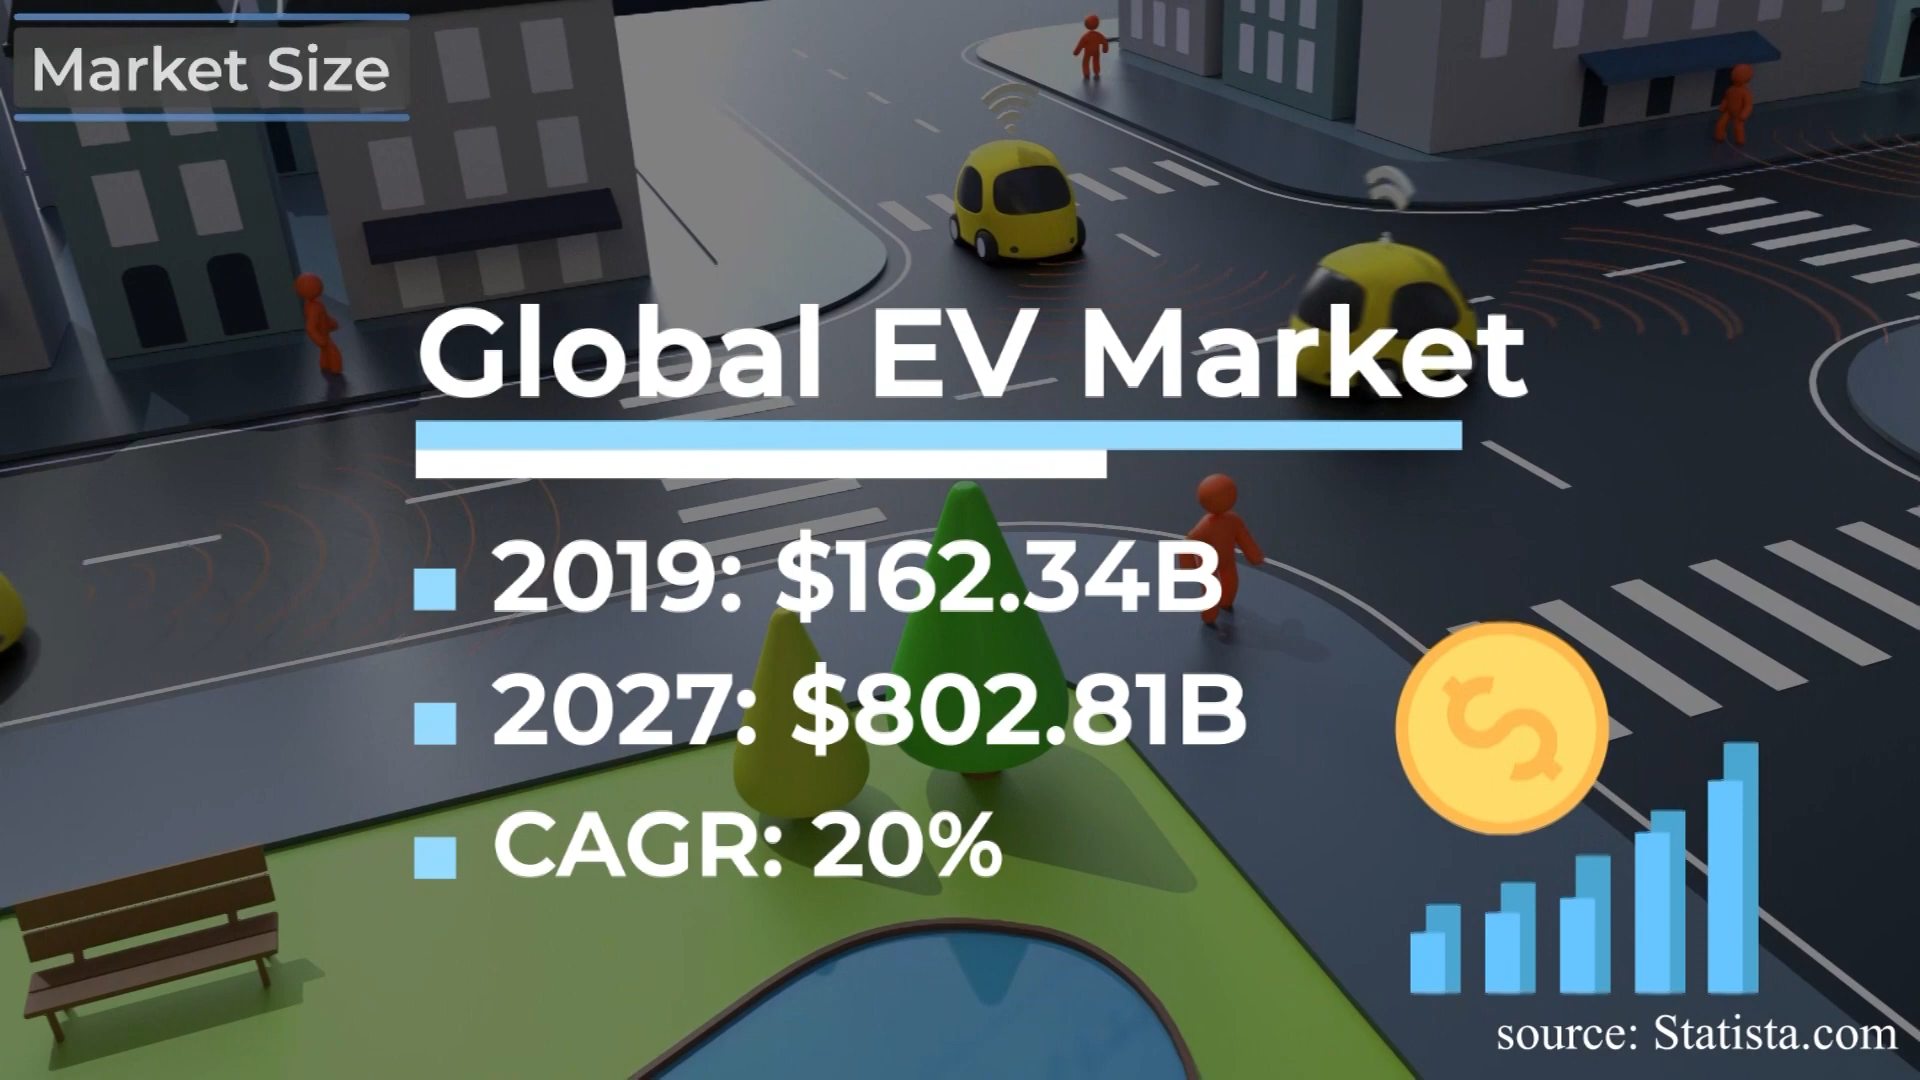 Market Size
Global EV Market
2019: $162.34B
2027: $802.81B
CAGR: 20%
source: Statista.com